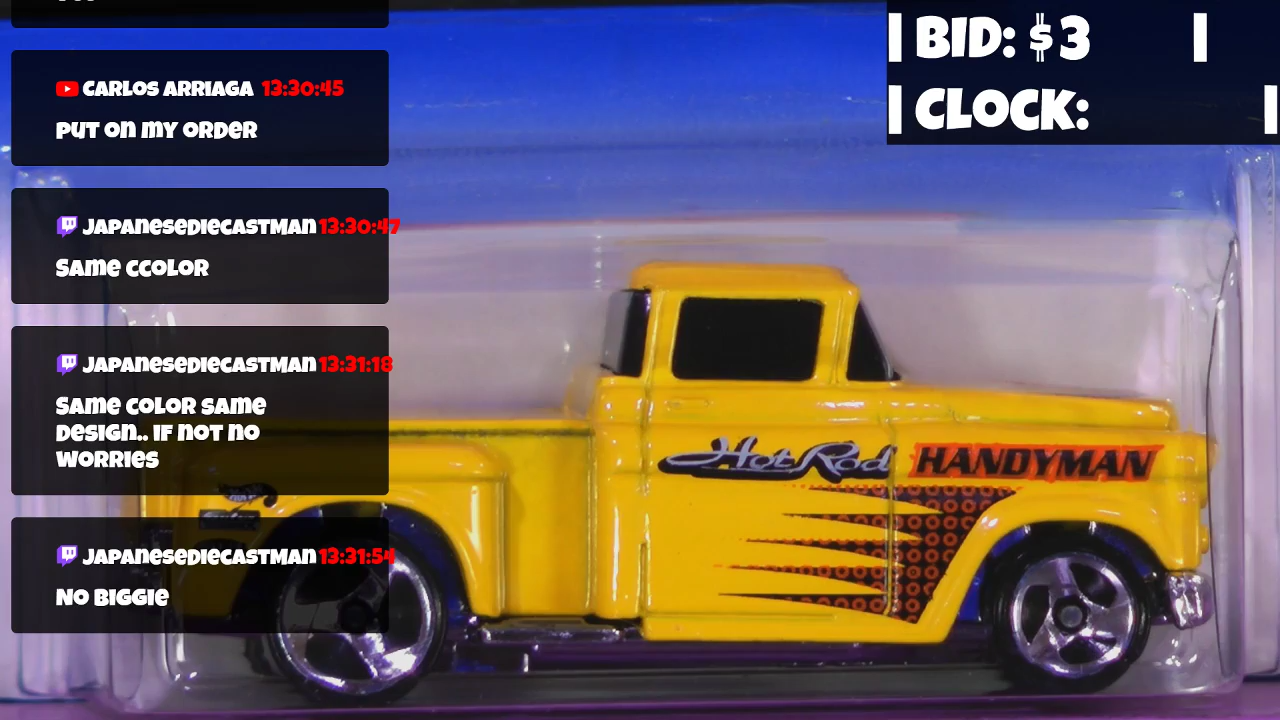 CARLOS ARRIAGA 13:30:45
PUT ON MY ORDER
JAPANESEDIECASTMAN 13:30:47
SAME CCOLOR
JAPANESEDIECASTMAN 13:31:18
SAME COLOR SAME
DESIGN.. IF NOT NO
WORRIES
JAPANESEDIECASTMAN 13:31:54
NO BIGGIE
| BID: $3 |
| CLOCK: |
Hot Rod HANDYMAN